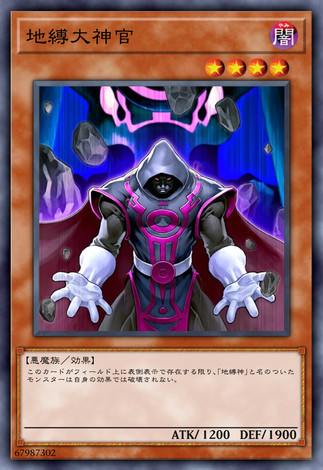 地縛大神官
やみ
闇
【悪魔族／効果】
このカードがフィールド上に表側表示で存在する限り、「地縛神」と名のついた
モンスターは自身の効果では破壊されない。
ATK/1200 DEF/1900
67987302